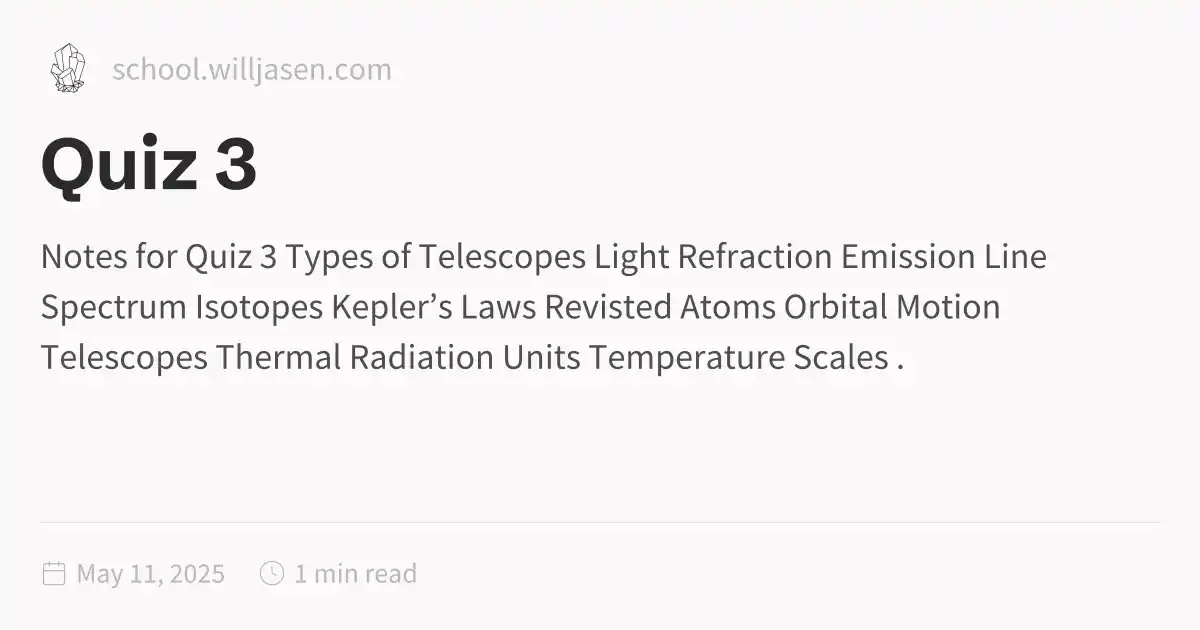 school.willjasen.com
Quiz 3
Notes for Quiz 3 Types of Telescopes Light Refraction Emission Line
Spectrum Isotopes Kepler’s Laws Revisted Atoms Orbital Motion
Telescopes Thermal Radiation Units Temperature Scales .
May 11, 2025 1 min read